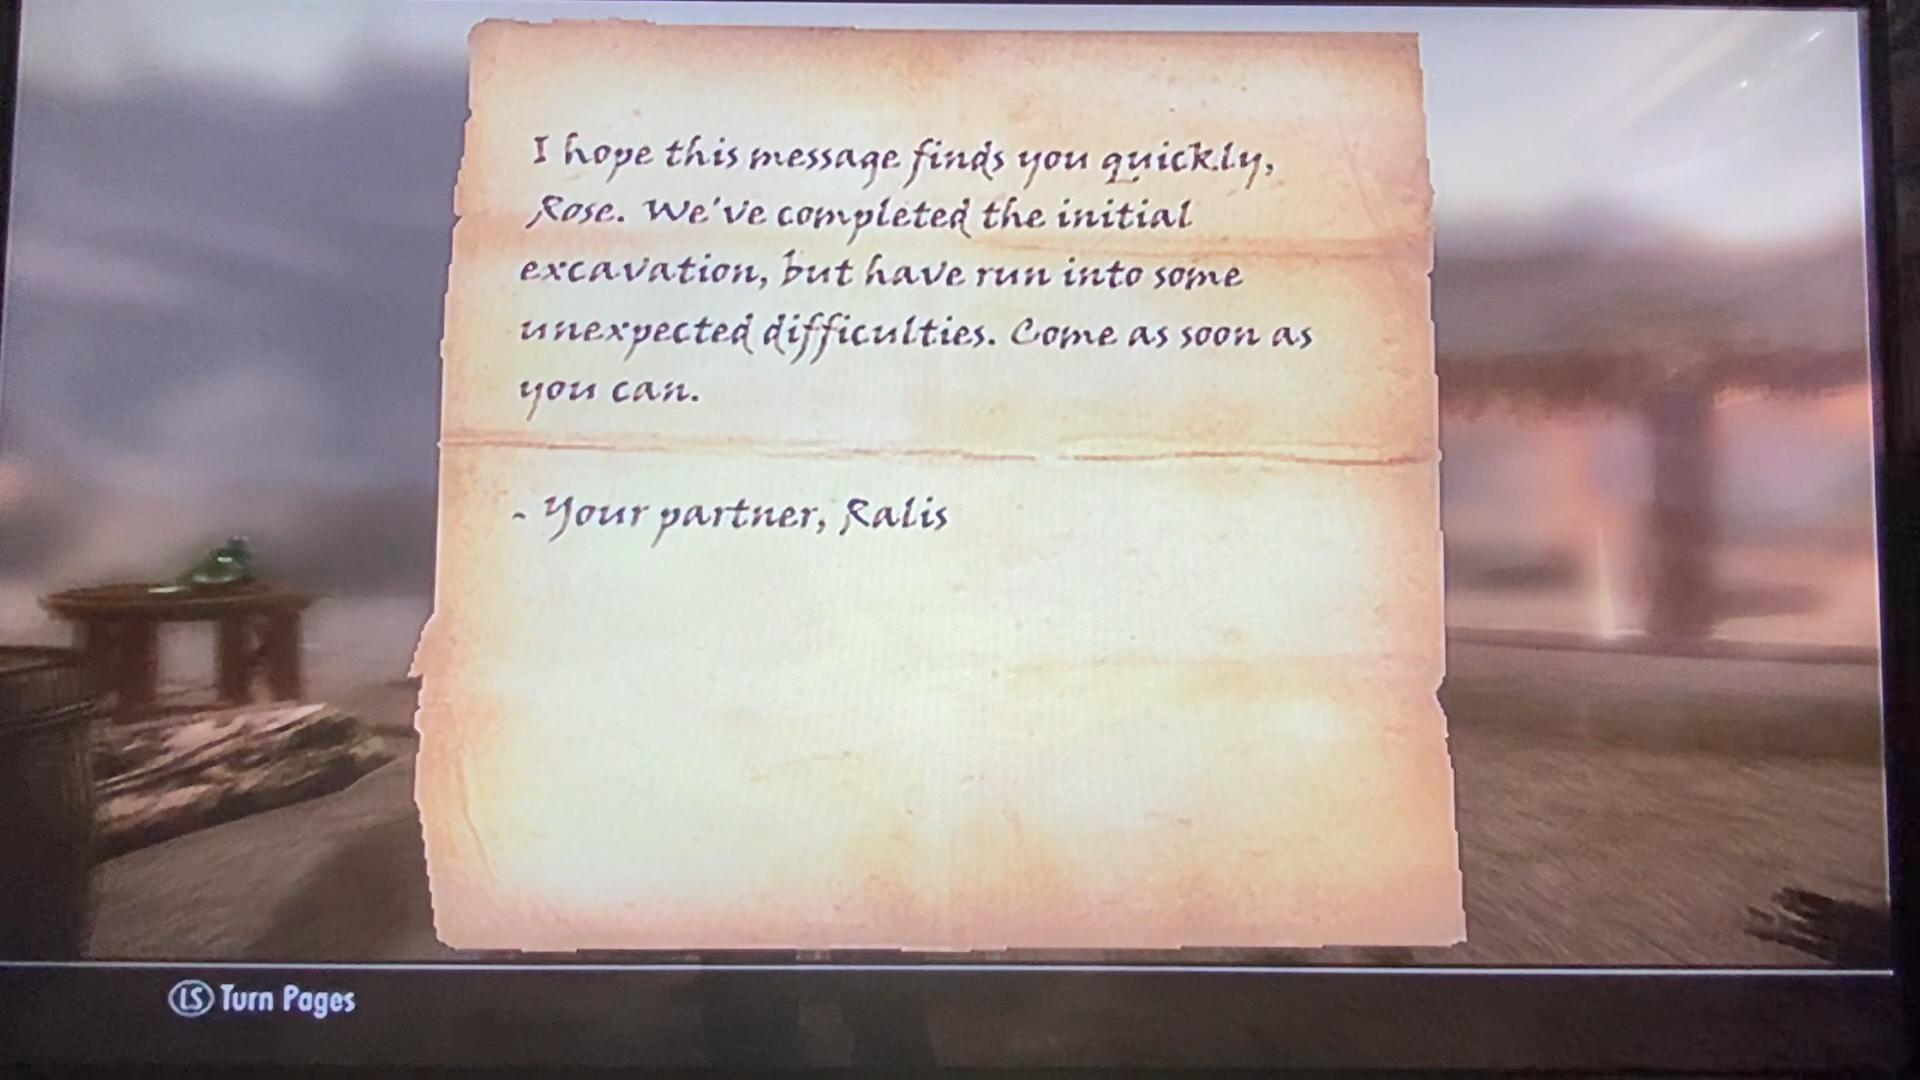 I hope this message finds you quickly,
Rose. We've completed the initial
excavation, but have run into some
unexpected difficulties. Come as soon as
you can.
- Your partner, Ralis
LS Turn Pages